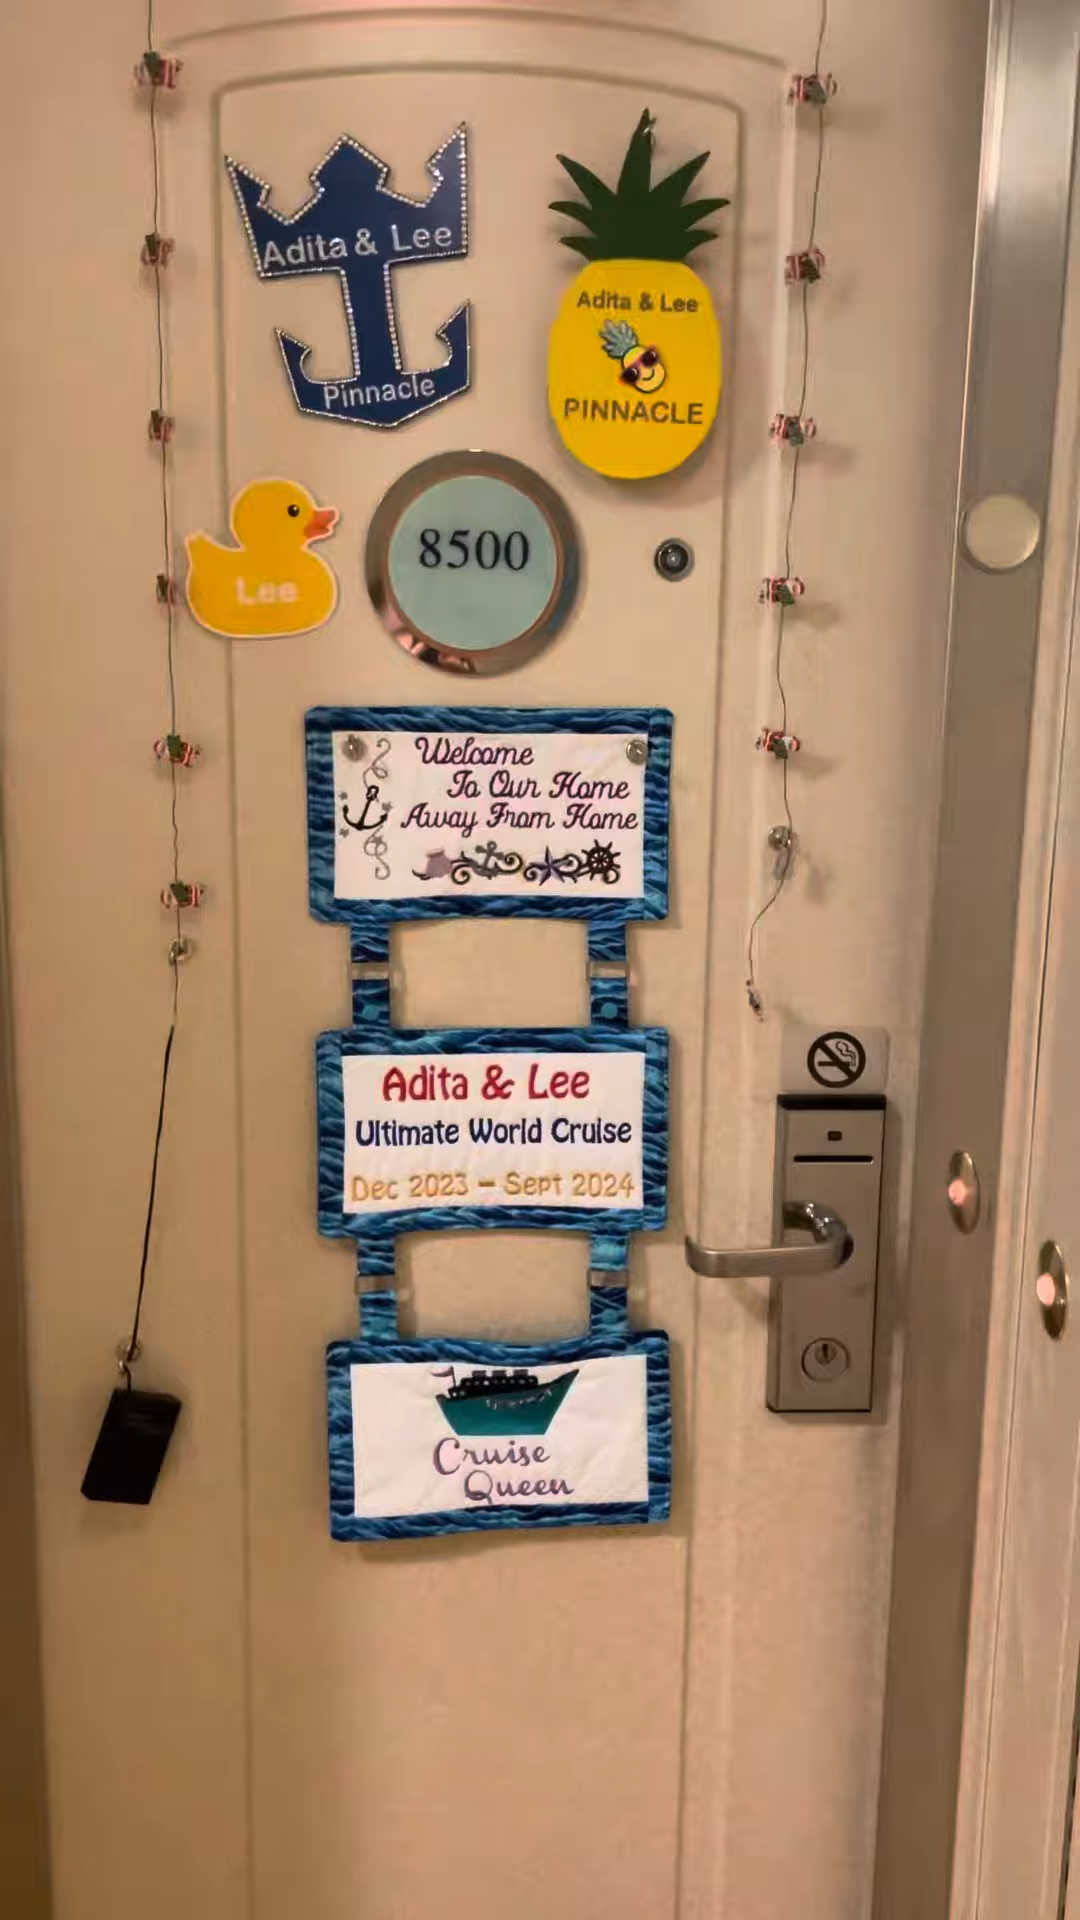 Adita & Lee
Pinnacle
Adita & Lee
PINNACLE
Lee
8500
Welcome
To Our Home
Away From Home
Adita & Lee
Ultimate World Cruise
Dec 2023 - Sept 2024
Cruise
Queen